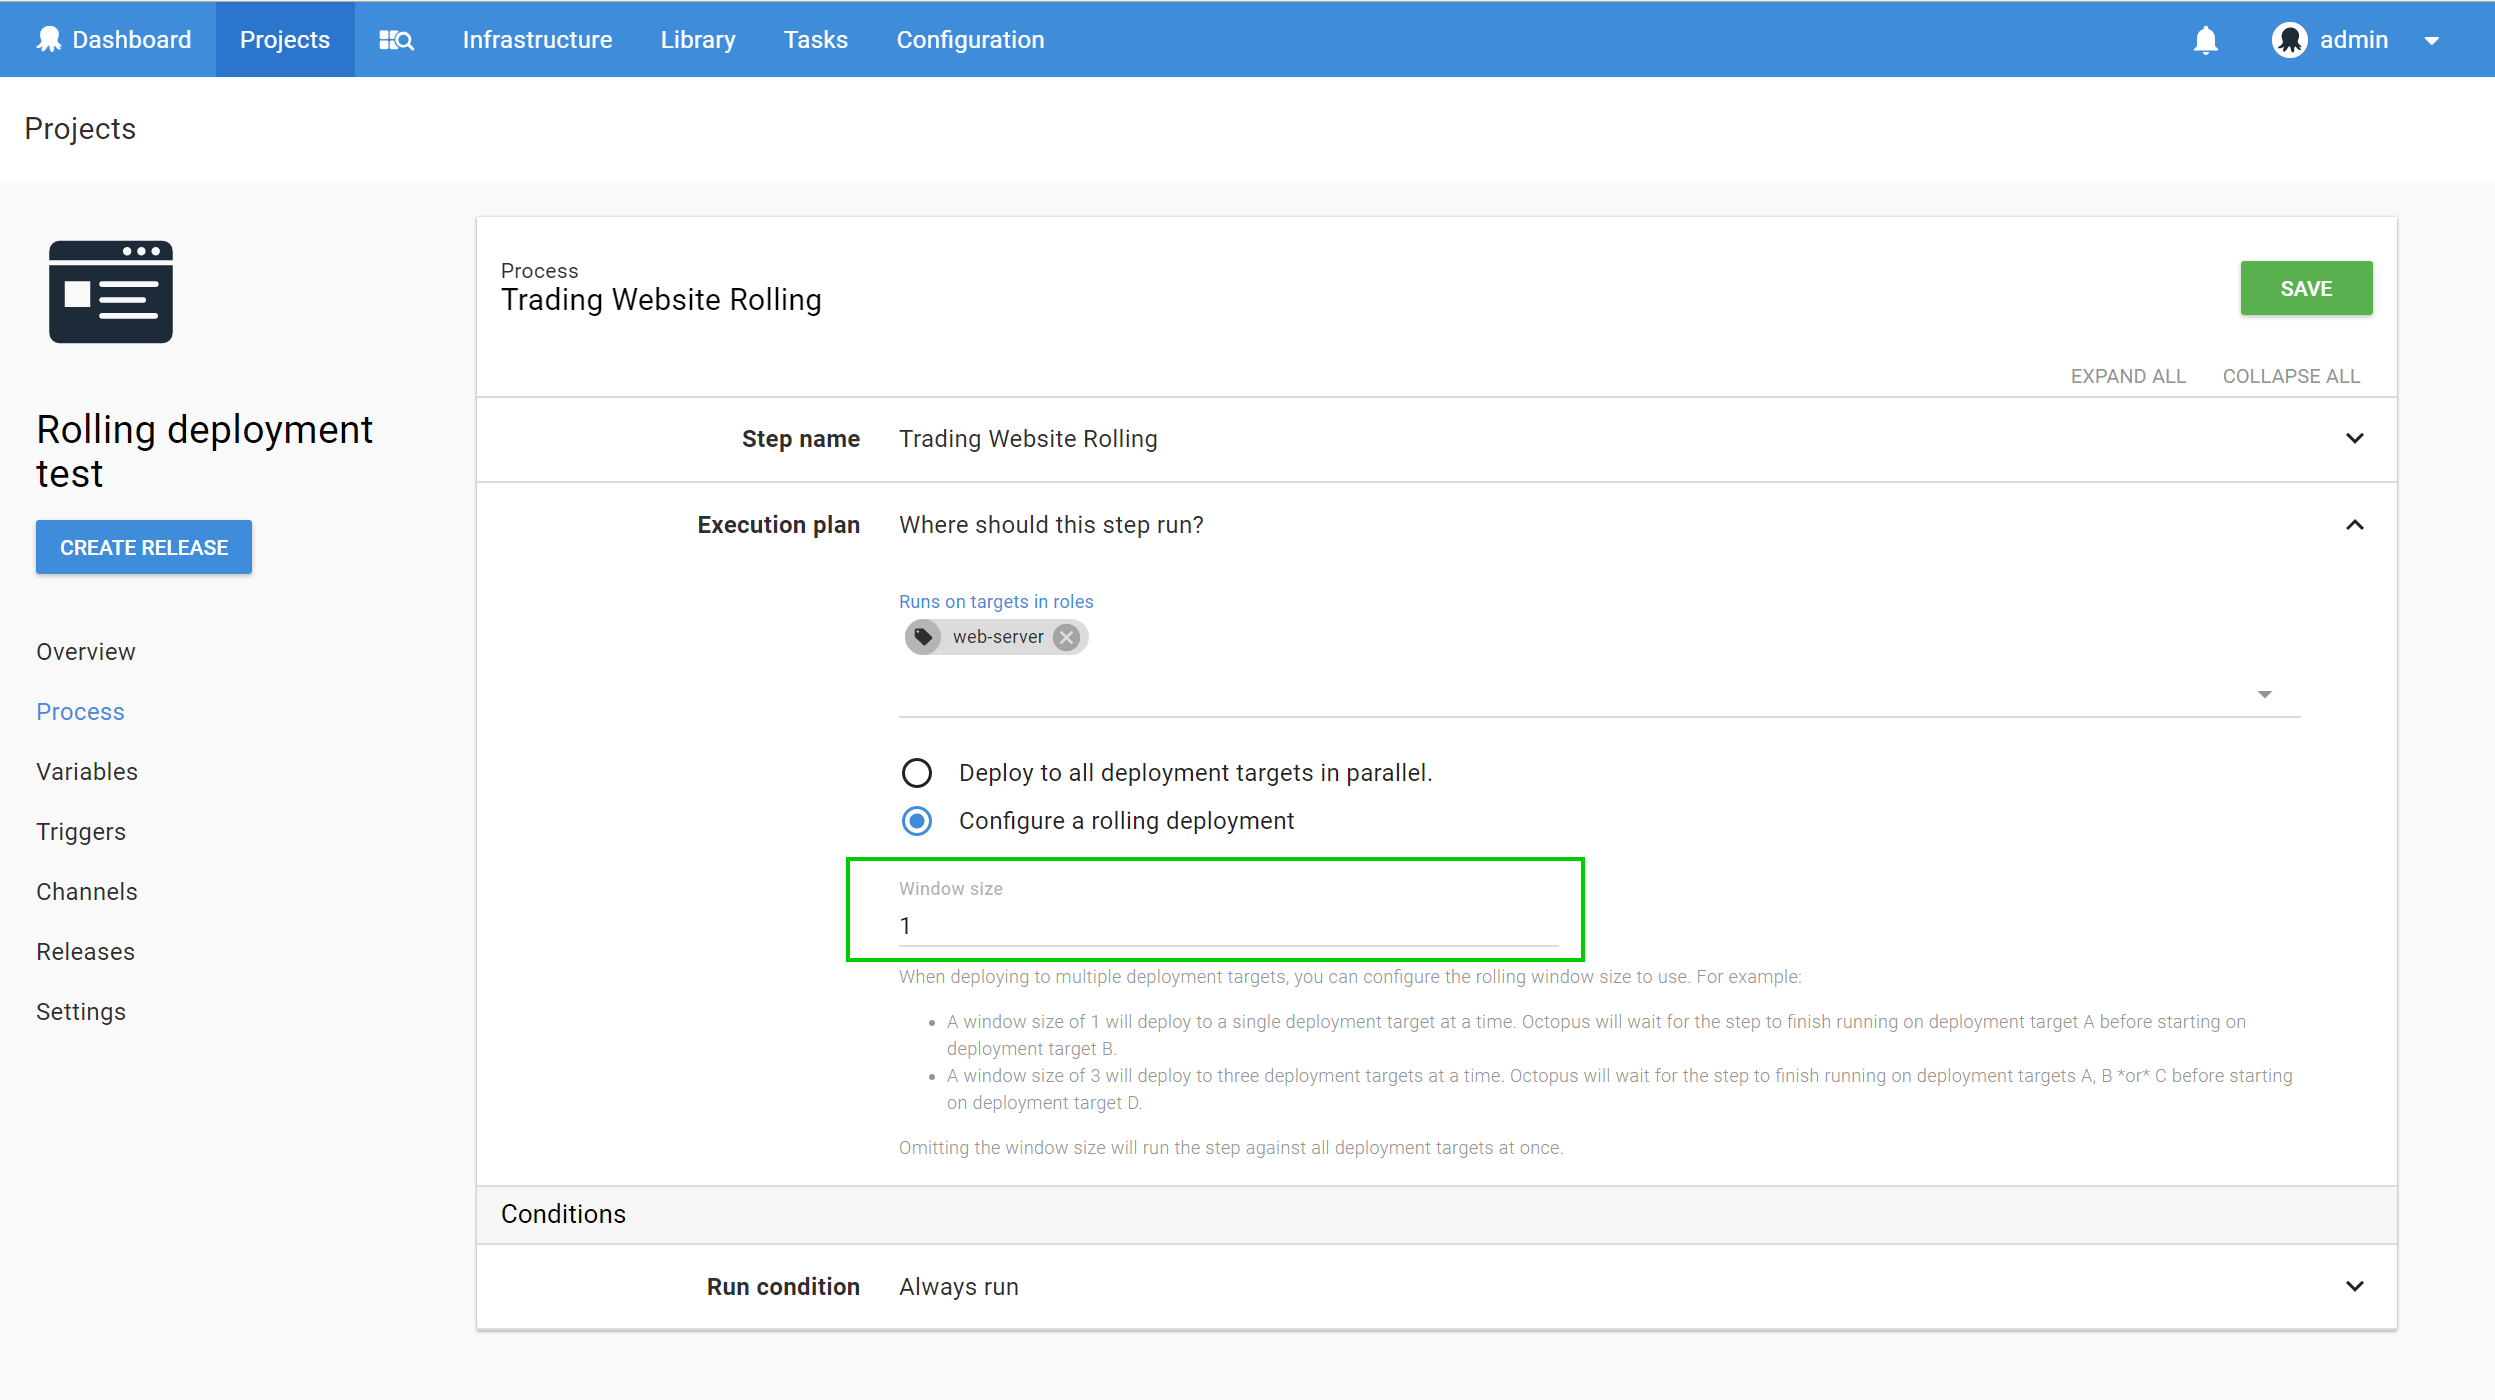 Dashboard
Projects
Infrastructure
Library
Tasks
Configuration
admin
Projects
Rolling deployment
test
CREATE RELEASE
Overview
Process
Variables
Triggers
Channels
Releases
Settings
Process
Trading Website Rolling
SAVE
EXPAND ALL
COLLAPSE ALL
Step name
Trading Website Rolling
Execution plan
Where should this step run?
Runs on targets in roles
web-server
Deploy to all deployment targets in parallel.
Configure a rolling deployment
Window size
1
When deploying to multiple deployment targets, you can configure the rolling window size to use. For example:
• A window size of 1 will deploy to a single deployment target at a time. Octopus will wait for the step to finish running on deployment target A before starting on
deployment target B.
• A window size of 3 will deploy to three deployment targets at a time. Octopus will wait for the step to finish running on deployment targets A, B *or* C before starting
on deployment target D.
Omitting the window size will run the step against all deployment targets at once.
Conditions
Run condition
Always run